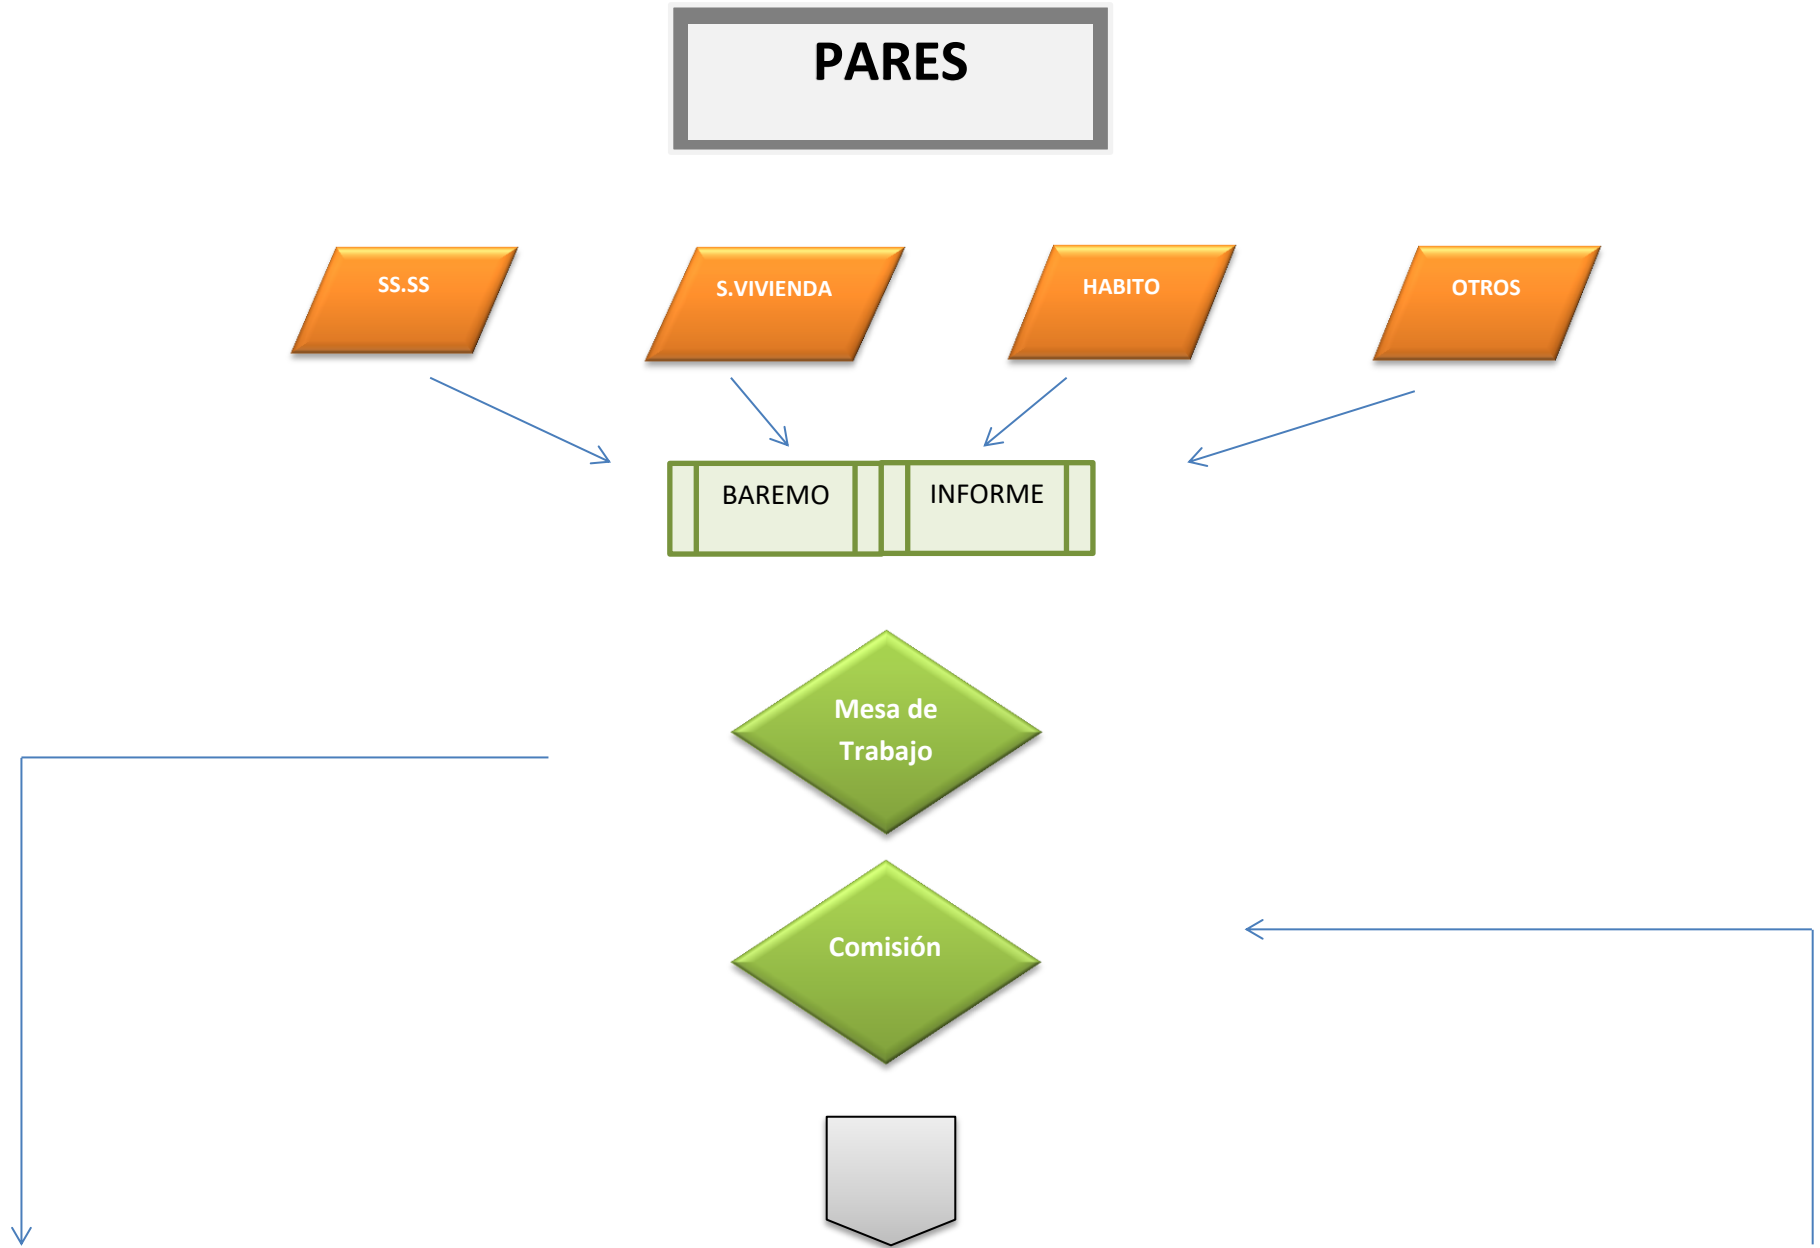 PARES
SS.SS
S.VIVIENDA
HABITO
OTROS
BAREMO
INFORME
Mesa de
Trabajo
Comisión